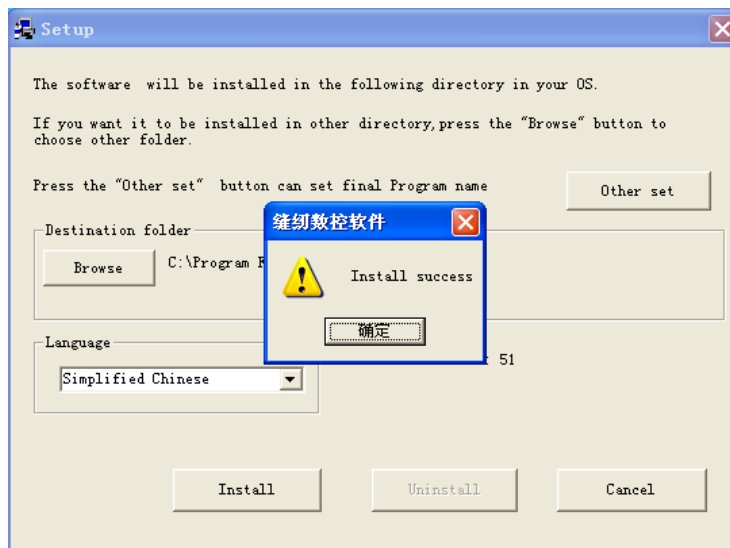 Setup
The software will be installed in the following directory in your OS.
If you want it to be installed in other directory,press the "Browse" button to
choose other folder.
Press the "Other set" button can set final Program name
Other set
Destination folder
Browse
C:\Program
缝纫数控软件
Install success
确定
Language
51
Simplified Chinese
Install
Uninstall
Cancel